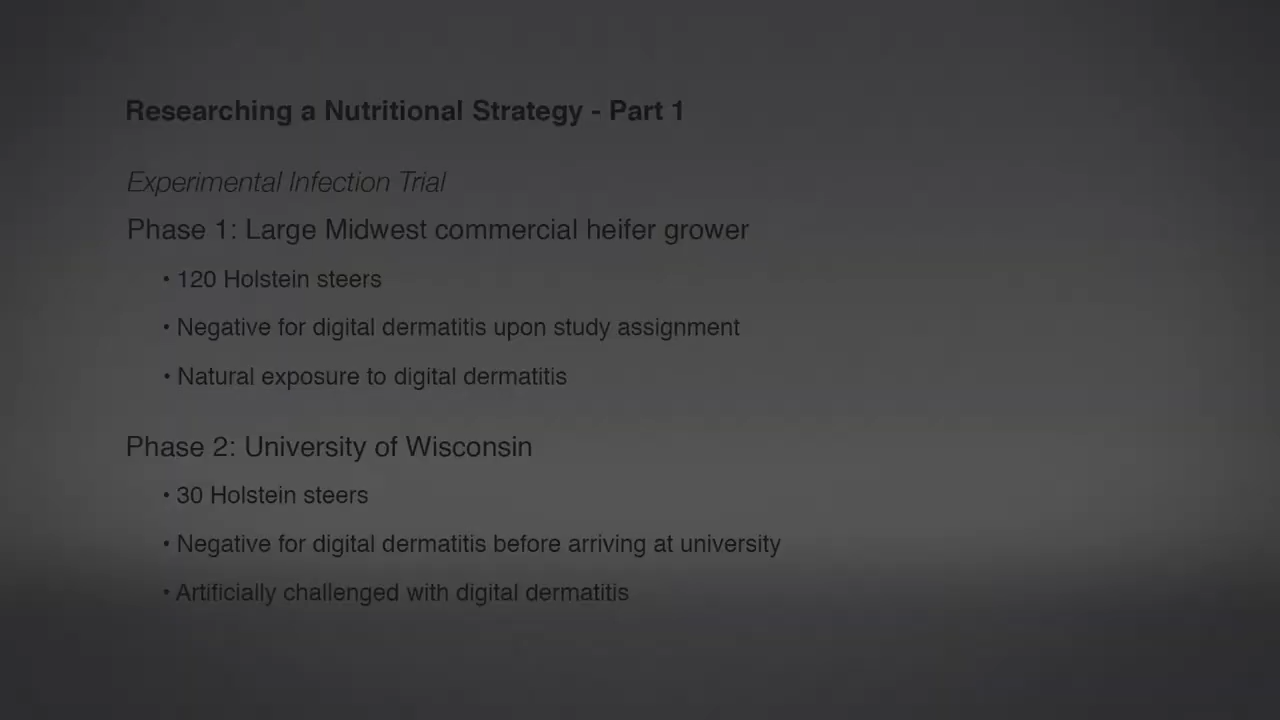 Researching a Nutritional Strategy - Part 1
Experimental Infection Trial
Phase 1: Large Midwest commercial heifer grower
• 120 Holstein steers
• Negative for digital dermatitis upon study assignment
• Natural exposure to digital dermatitis
Phase 2: University of Wisconsin
• 30 Holstein steers
• Negative for digital dermatitis before arriving at university
• Artificially challenged with digital dermatitis